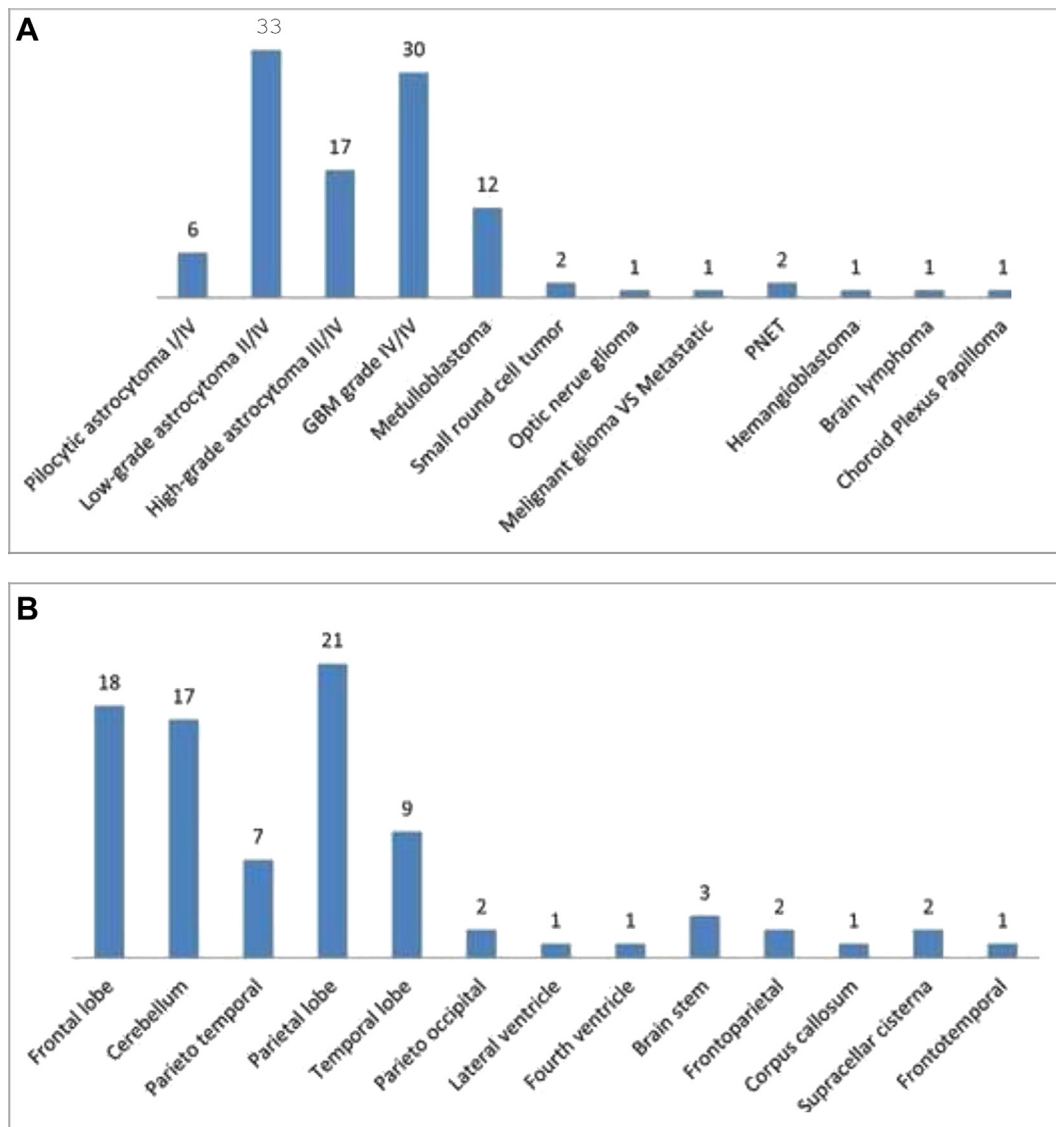 A
33
30
17
12
6
2
1
1
2
1
1
1
Pilocytic astrocytoma I/IV
Low-grade astrocytoma II/IV
High-grade astrocytoma III/IV
GBM grade IV/IV
Medulloblastoma
Small round cell tumor
Optic nerue glioma
Melignant glioma VS Metastatic
PNET
Hemangioblastoma
Brain lymphoma
Choroid Plexus Papilloma
B
18
17
7
21
9
2
1
1
3
2
1
2
1
Frontal lobe
Cerebellum
Parieto temporal
Parietal lobe
Temporal lobe
Parieto occipital
Lateral ventricle
Fourth ventricle
Brain stem
Frontoparietal
Corpus callosum
Supracellar cisterna
Frontotemporal